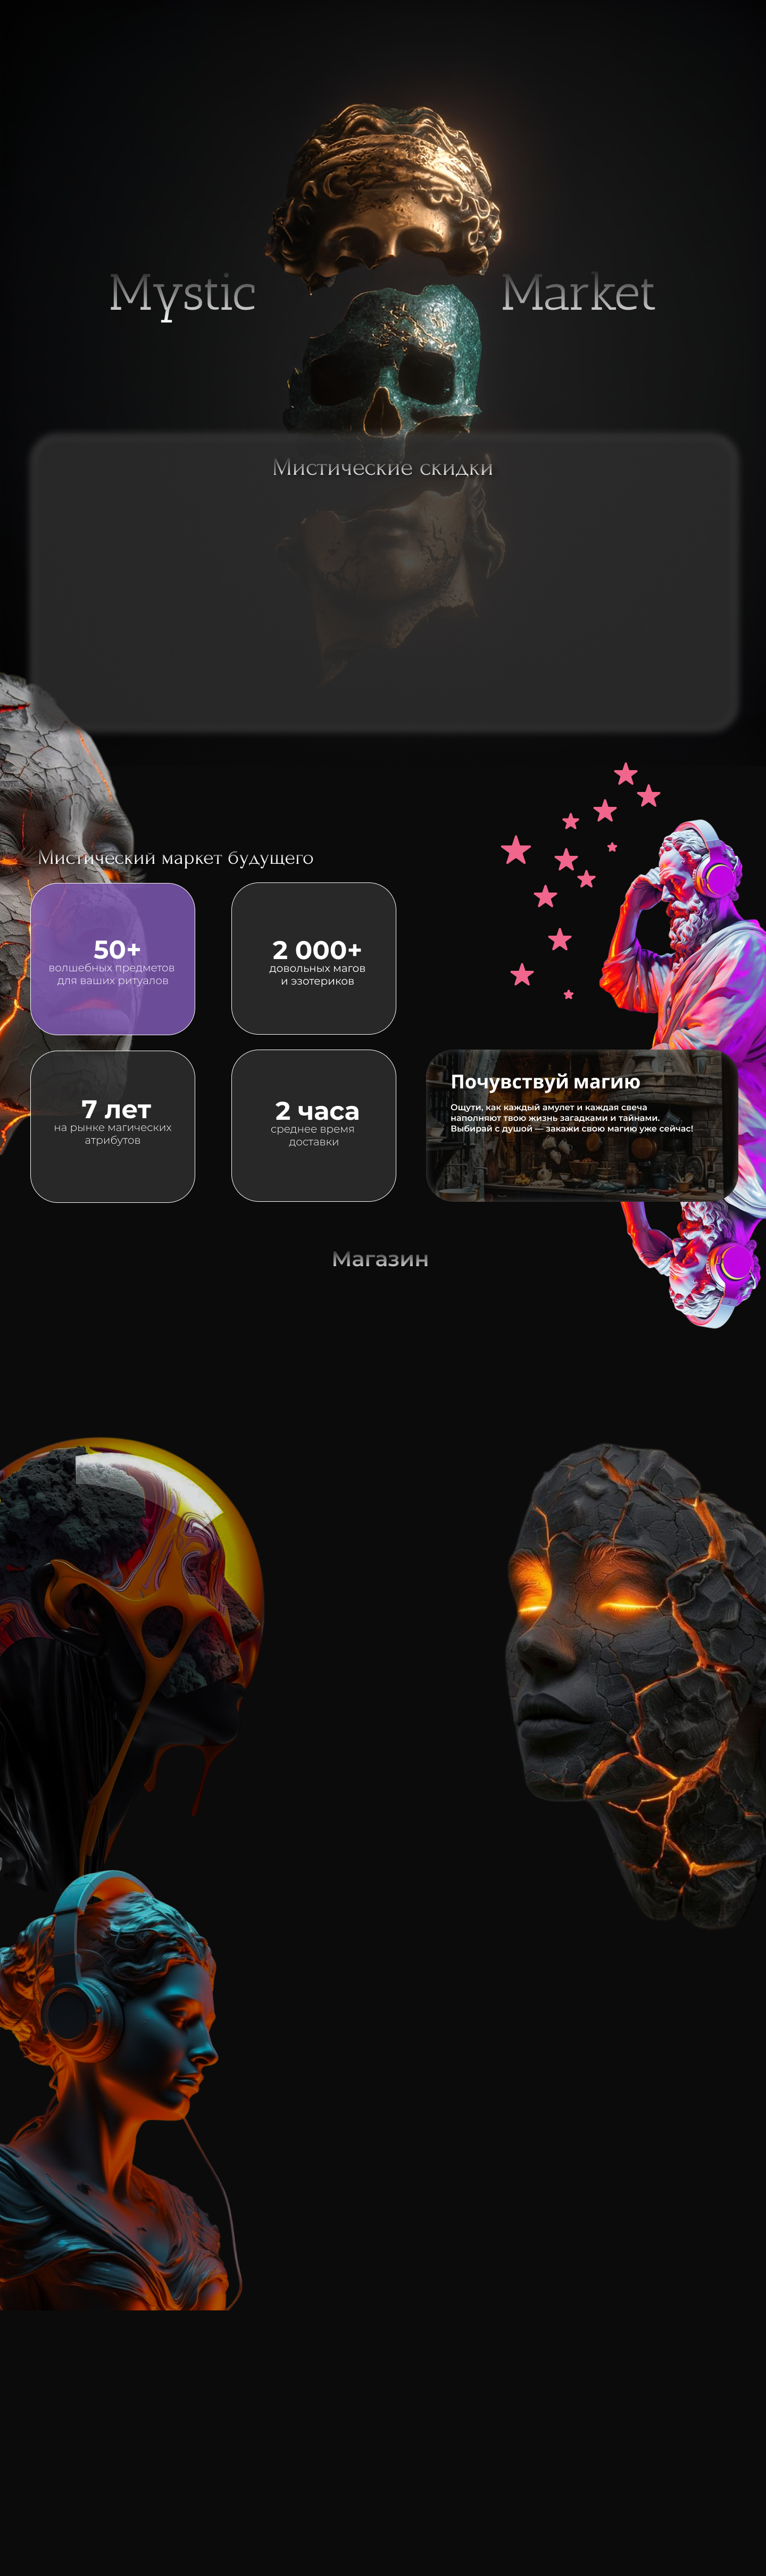 Mystic Market
Мистические скидки
Мистический маркет будущего
50+
волшебных предметов
для ваших ритуалов
2 000+
довольных магов
и эзотериков
7 лет
на рынке магических
атрибутов
2 часа
среднее время
доставки
Почувствуй магию
Ощути, как каждый амулет и каждая свеча
наполняют твою жизнь загадками и тайнами.
Выбирай с душой — закажи свою магию уже сейчас!
Магазин